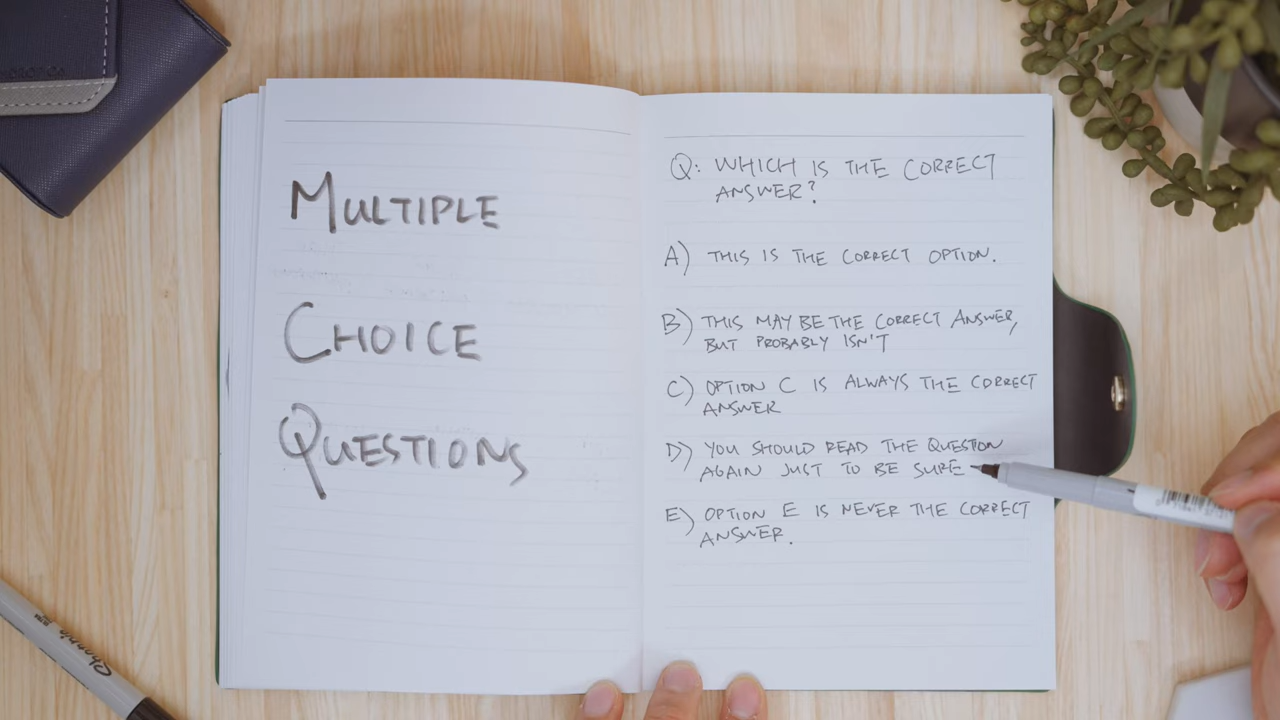 MULTIPLE
CHOICE
QUESTIONS
Q: WHICH IS THE CORRECT
ANSWER?
A) THIS IS THE CORRECT OPTION.
B) THIS MAY BE THE CORRECT ANSWER,
BUT PROBABLY ISN'T
C) OPTION C IS ALWAYS THE CORRECT
ANSWER
D) YOU SHOULD READ THE QUESTION
AGAIN JUST TO BE SURE
E) OPTION E IS NEVER THE CORRECT
ANSWER.
Sharpie